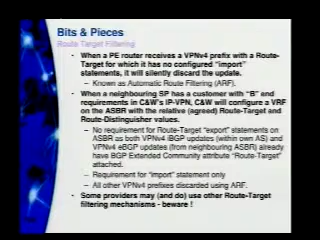 Bits & Pieces
Route Target Filtering
• When a PE router receives a VPNv4 prefix with a Route-
Target for which it has no configured "import"
statements, it will silently discard the update.
– Known as Automatic Route Filtering (ARF).
• When a neighbouring SP has a customer with "B" end
requirements in C&W's IP-VPN, C&W will configure a VRF
on the ASBR with the relative (agreed) Route-Target and
Route-Distinguisher values.
– No requirement for Route-Target "export" statements on
ASBR as both VPNv4 iBGP updates (within own AS) and
VPNv4 eBGP updates (from neighbouring ASBR) already
have BGP Extended Community attribute "Route-Target"
attached.
– Requirement for "import" statement only
– All other VPNv4 prefixes discarded using ARF.
• Some providers may (and do) use other Route-Target
filtering mechanisms - beware !